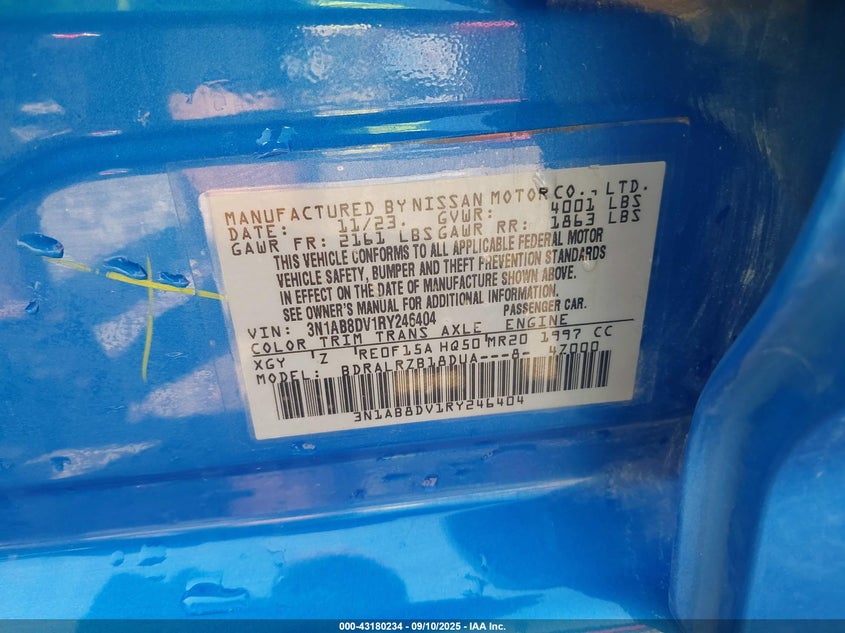 MANUFACTURED BY NISSAN MOTOR CO., LTD.
DATE: 11/23. GVWR: 4001 LBS
GAWR FR: 2161 LBS GAWR RR: 1863 LBS
THIS VEHICLE CONFORMS TO ALL APPLICABLE FEDERAL MOTOR
VEHICLE SAFETY, BUMPER AND THEFT PREVENTION STANDARDS
IN EFFECT ON THE DATE OF MANUFACTURE SHOWN ABOVE.
SEE OWNER'S MANUAL FOR ADDITIONAL INFORMATION.
VIN: 3N1AB8DV1RY246404 PASSENGER CAR.
COLOR TRIM TRANS AXLE ENGINE
XGY 'Z RE0F15A HQ50 MR20 1997 CC
MODEL: BDRALRZB18DUA---8- 4Z000
3N1AB8DV1RY246404
000-43180234 - 09/10/2025 - IAA Inc.